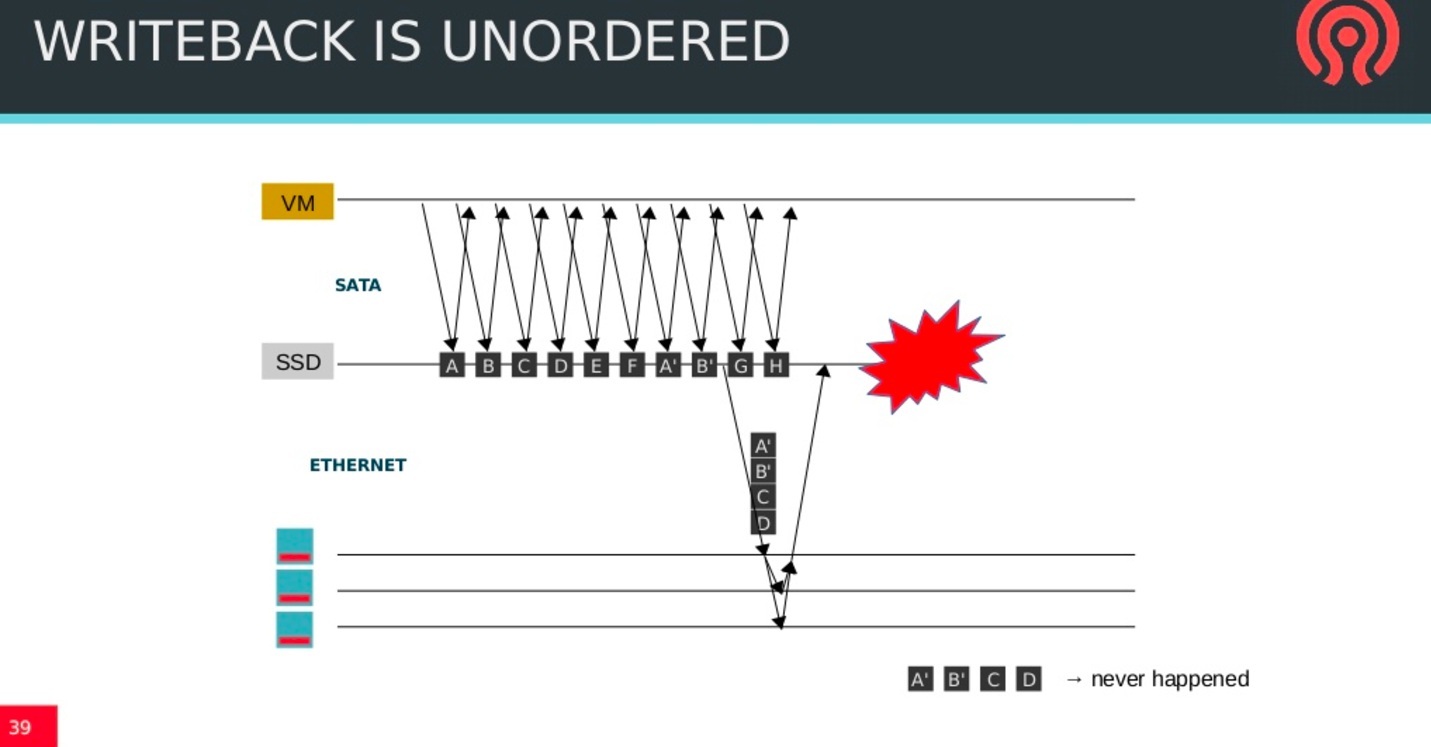 WRITEBACK IS UNORDERED
VM
SATA
SSD
A B C D E F A' B' G H
A'
B'
C
D
ETHERNET
A' B' C D → never happened
39